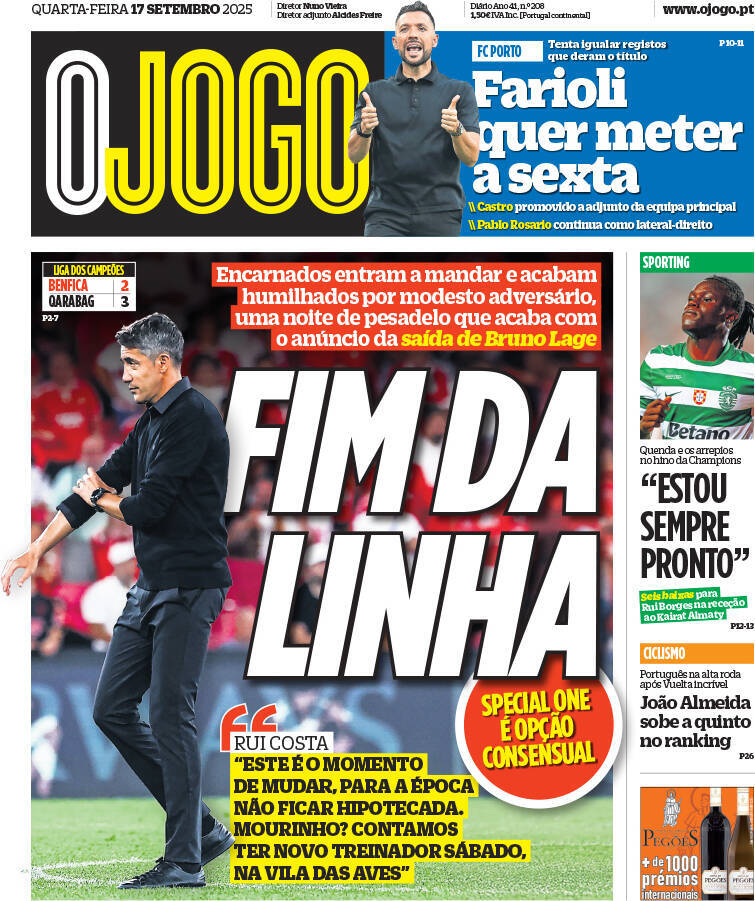 QUARTA-FEIRA 17 SETEMBRO 2025
Diretor Nuno Vieira
Diretor adjunto Alcides Freire
Diário Ano 41, n.º 208
1,50€ IVA Inc. [Portugal continental]
www.ojogo.pt
O JOGO
FC PORTO
Tenta igualar registos
que deram o título
P10-11
Farioli
quer meter
a sexta
\\ Castro promovido a adjunto da equipa principal
\\ Pablo Rosario continua como lateral-direito
LIGA DOS CAMPEÕES
BENFICA 2
QARABAG 3
P2-7
Encarnados entram a mandar e acabam
humilhados por modesto adversário,
uma noite de pesadelo que acaba com
o anúncio da saída de Bruno Lage
FIM DA
LINHA
SPECIAL ONE
É OPÇÃO
CONSENSUAL
RUI COSTA
“ESTE É O MOMENTO
DE MUDAR, PARA A ÉPOCA
NÃO FICAR HIPOTECADA.
MOURINHO? CONTAMOS
TER NOVO TREINADOR SÁBADO,
NA VILA DAS AVES”
SPORTING
SCP
Betano
Quenda e os arrepios
no hino da Champions
“ESTOU
SEMPRE
PRONTO”
Seis baixas para
Rui Borges na receção
ao Kairat Almaty
P12-13
CICLISMO
Português na alta roda
após Vuelta incrível
João Almeida
sobe a quinto
no ranking
P26
PEGÕES
+ de 1000
prémios
internacionais
PEGÕES
PEGÕES